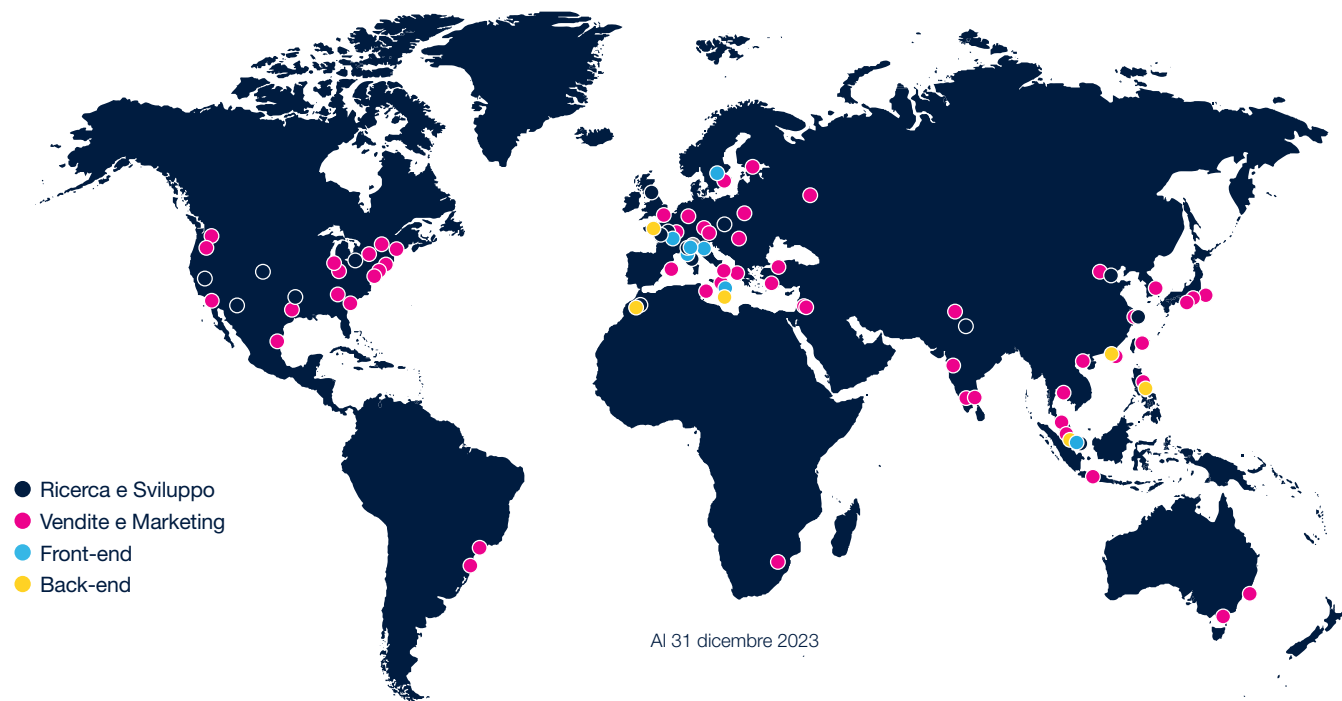 Ricerca e Sviluppo
Vendite e Marketing
Front-end
Back-end
Al 31 dicembre 2023